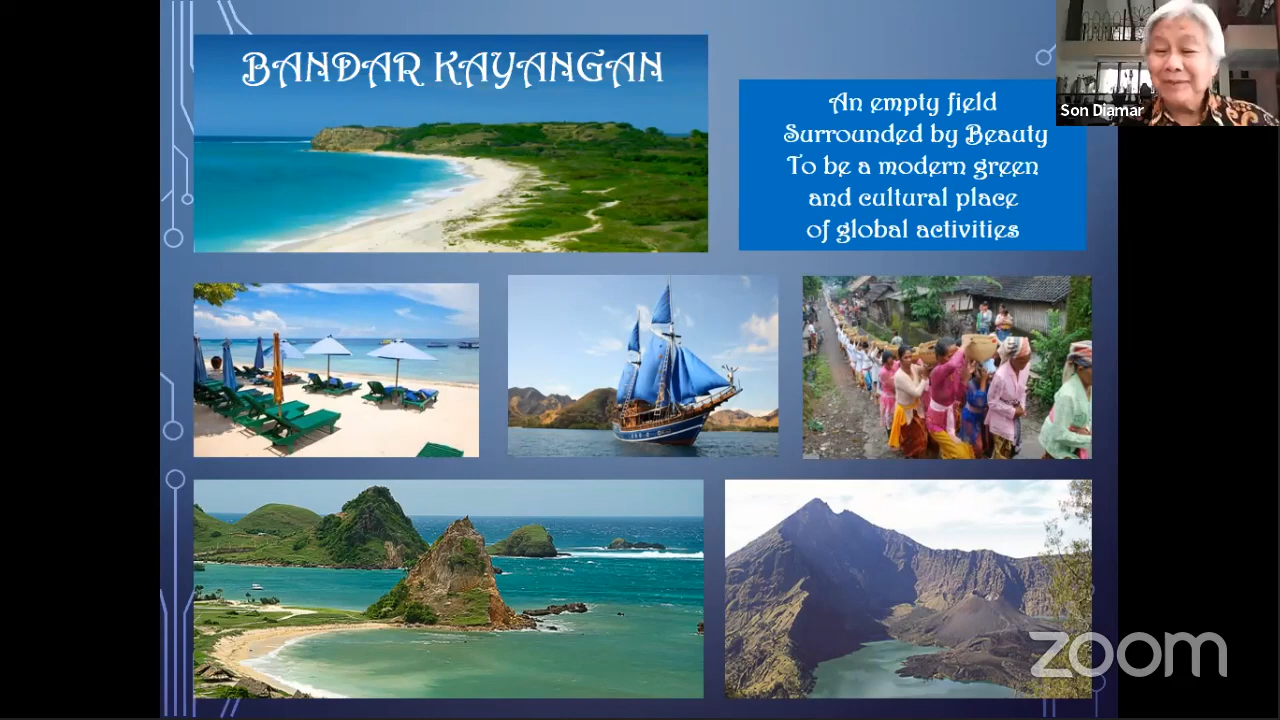 BANDAR KAYANGAN
An empty field
Surrounded by Beauty
To be a modern green
and cultural place
of global activities
Son Diamar
zoom